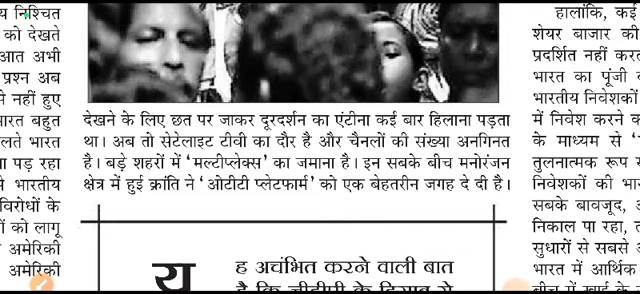 य निश्चित
को देखते
आत अभी
प्रश्न अब
नहीं हुए
भारत बहुत
लते भारत
पड़ रहा
भारतीय
विरोधों के
को लागू
अमेरिकी
अमेरिकी
देखने के लिए छत पर जाकर दूरदर्शन का एंटीना कई बार हिलाना पड़ता
था। अब तो सेटेलाइट टीवी का दौर है और चैनलों की संख्या अनगिनत
है। बड़े शहरों में ‘मल्टीप्लेक्स’ का जमाना है। इन सबके बीच मनोरंजन
क्षेत्र में हुई क्रांति ने ‘ओटीटी प्लेटफार्म’ को एक बेहतरीन जगह दे दी है।
यह अचंभित करने वाली बात
है कि जीडीपी के हिसाब से
हालांकि, कई
शेयर बाजार की
प्रदर्शित नहीं
भारत का पूंजी
भारतीय निवेशकों
में निवेश करने
के माध्यम से
तुलनात्मक रूप
निवेशकों की
सबके बावजूद,
निकाल पा रहा,
सुधारों से सबसे
भारत में आर्थिक
बीच में खाई के